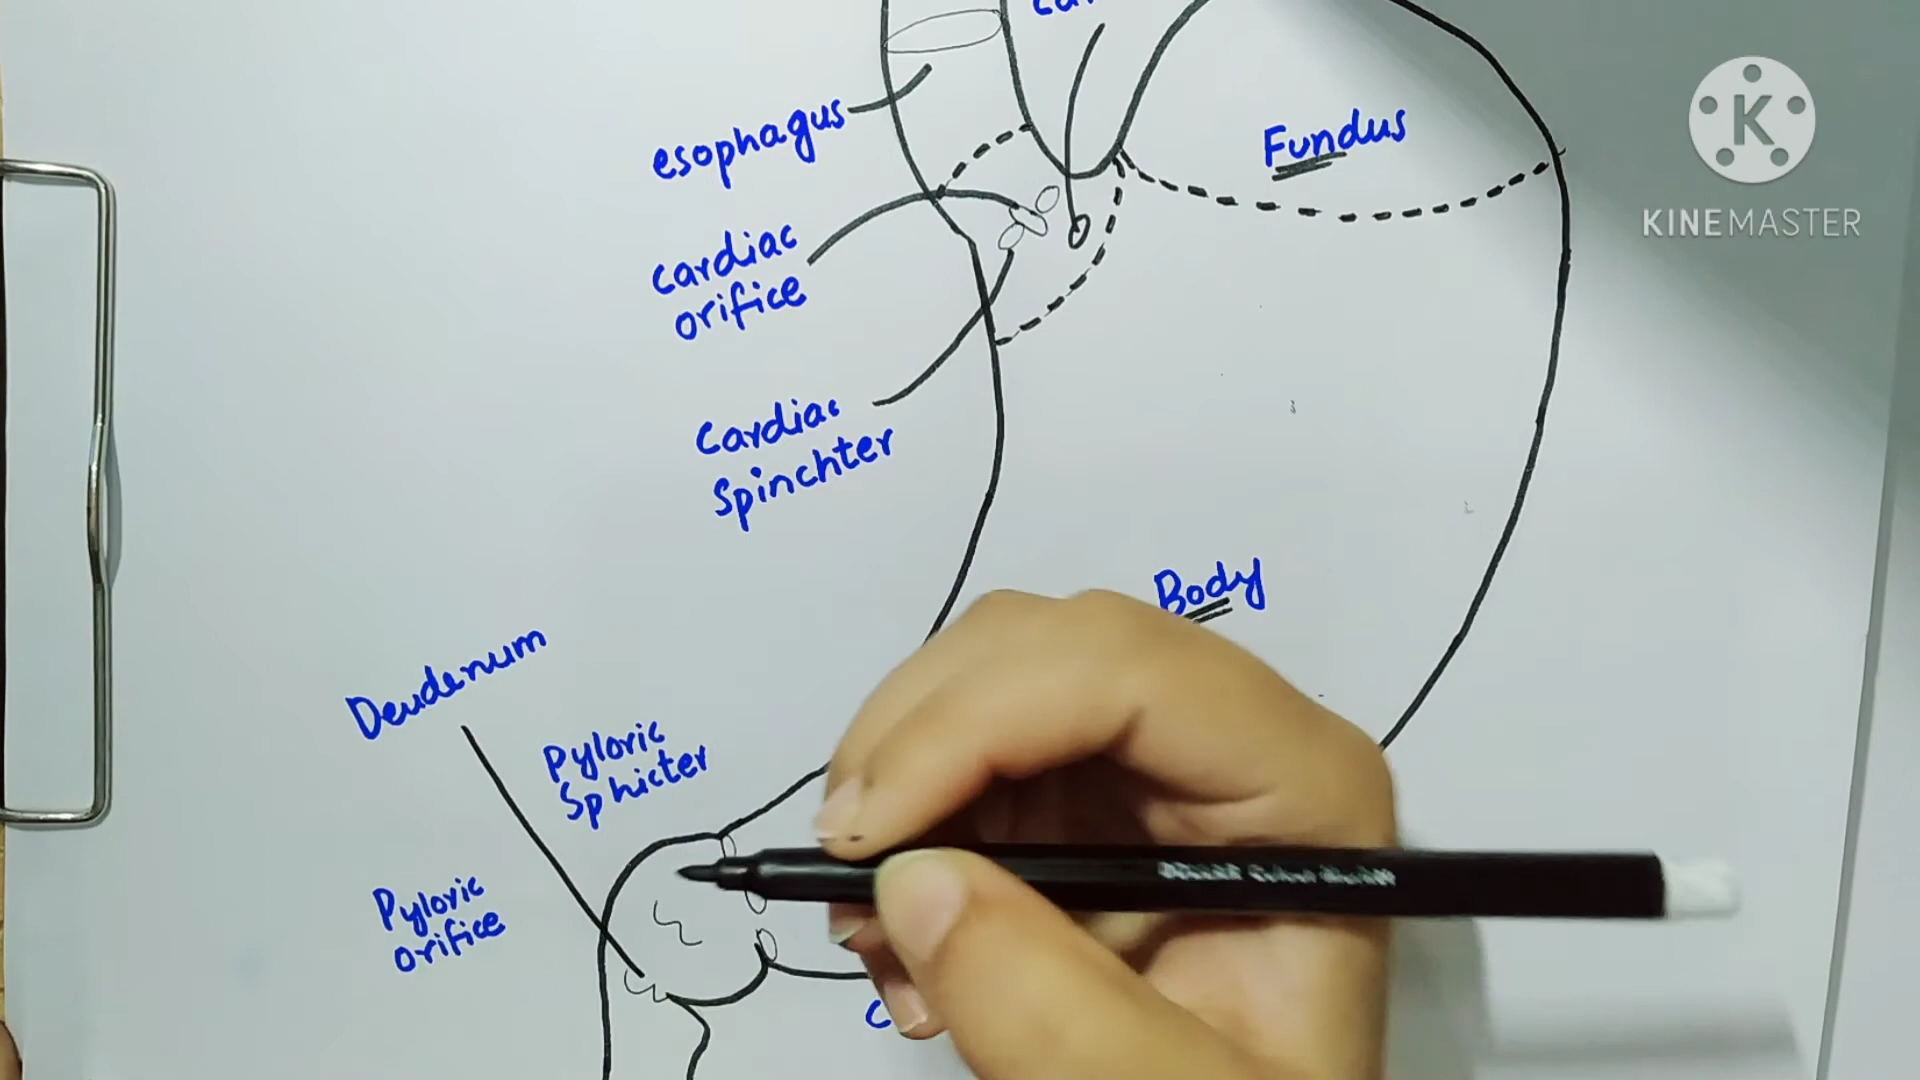 esophagus
Fundus
K
KINEMASTER
cardiac
orifice
Cardiac
Spinchter
Body
Deudenum
Pyloric
Sphicter
Pyloric
orifice